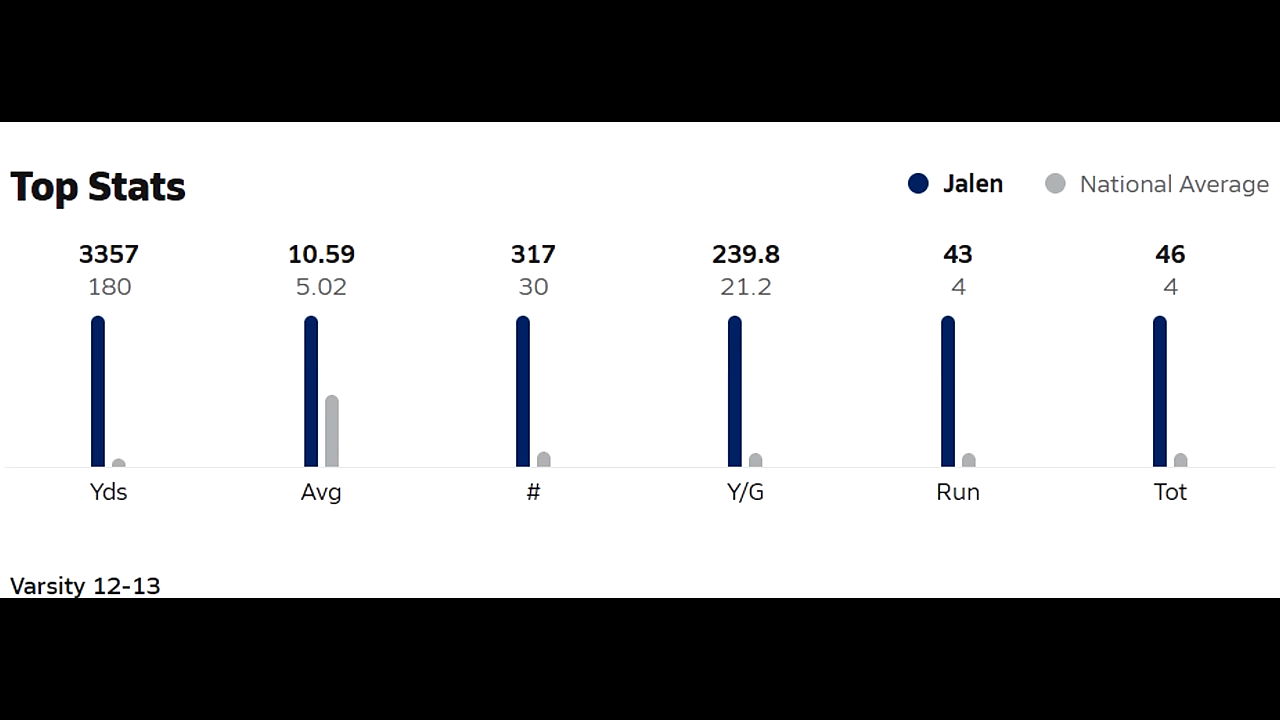 Top Stats
Jalen National Average
3357 10.59 317 239.8 43 46
180 5.02 30 21.2 4 4
Yds Avg # Y/G Run Tot
Varsity 12-13